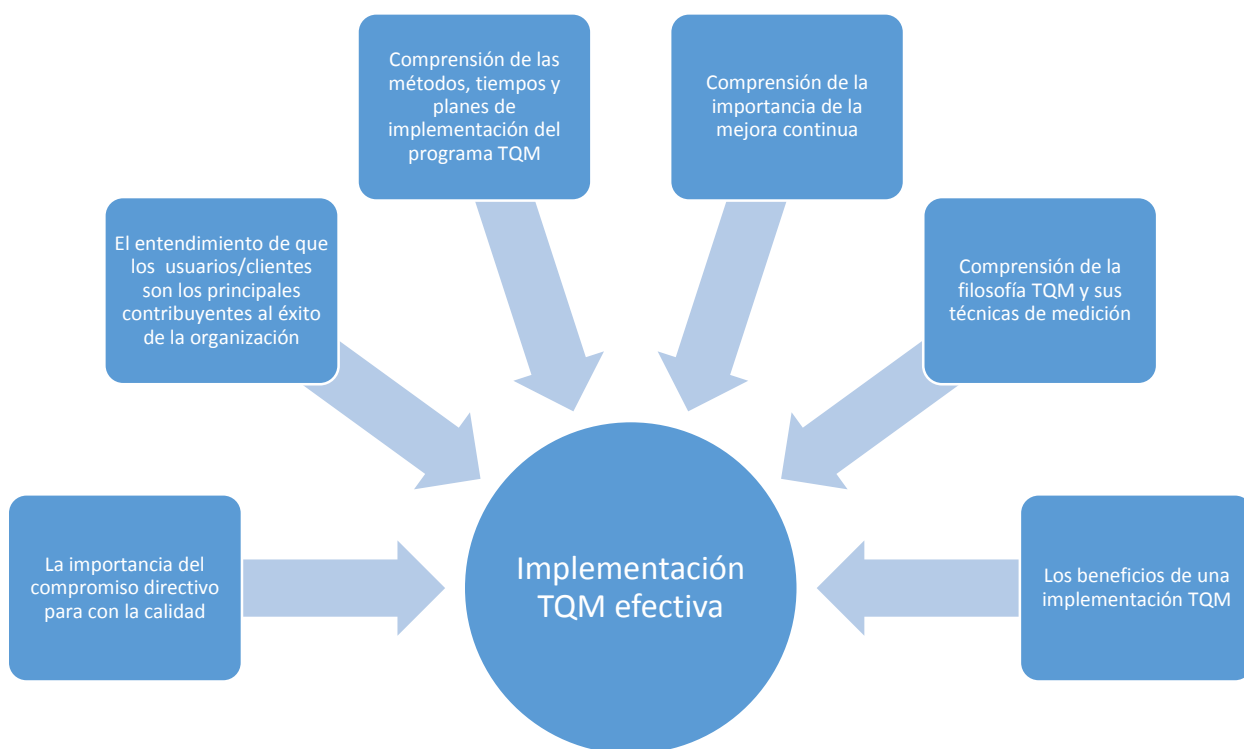 Comprensión de las
métodos, tiempos y
planes de
implementación del
programa TQM
Comprensión de la
importancia de la
mejora continua
El entendimiento de que
los usuarios/clientes
son los principales
contribuyentes al éxito
de la organización
Comprensión de la
filosofía TQM y sus
técnicas de medición
La importancia del
compromiso directivo
para con la calidad
Implementación
TQM efectiva
Los beneficios de una
implementación TQM